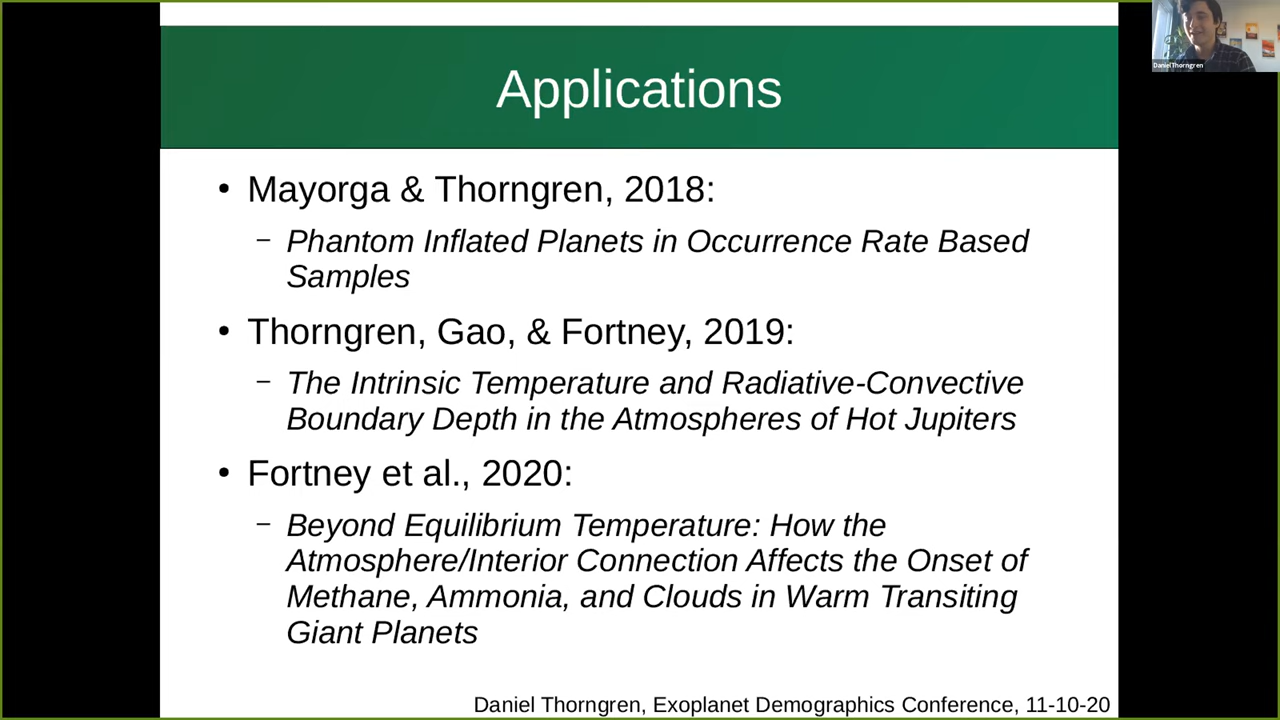 Applications
DanielThorngren
• Mayorga & Thorngren, 2018:
– Phantom Inflated Planets in Occurrence Rate Based
Samples
• Thorngren, Gao, & Fortney, 2019:
– The Intrinsic Temperature and Radiative-Convective
Boundary Depth in the Atmospheres of Hot Jupiters
• Fortney et al., 2020:
– Beyond Equilibrium Temperature: How the
Atmosphere/Interior Connection Affects the Onset of
Methane, Ammonia, and Clouds in Warm Transiting
Giant Planets
Daniel Thorngren, Exoplanet Demographics Conference, 11-10-20